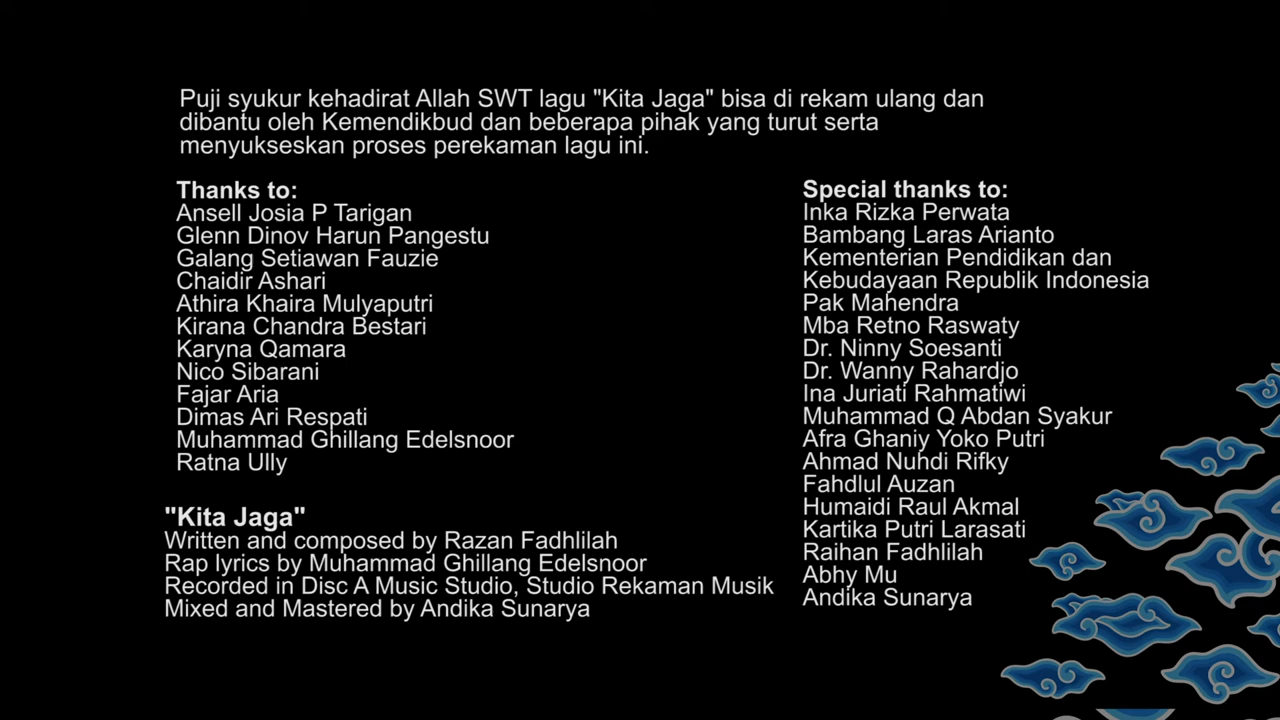 Puji syukur kehadirat Allah SWT lagu "Kita Jaga" bisa di rekam ulang dan
dibantu oleh Kemendikbud dan beberapa pihak yang turut serta
menyukseskan proses perekaman lagu ini.
Thanks to:
Ansell Josia P Tarigan
Glenn Dinov Harun Pangestu
Galang Setiawan Fauzie
Chaidir Ashari
Athira Khaira Mulyaputri
Kirana Chandra Bestari
Karyna Qamara
Nico Sibarani
Fajar Aria
Dimas Ari Respati
Muhammad Ghillang Edelsnoor
Ratna Ully
"Kita Jaga"
Written and composed by Razan Fadhlilah
Rap lyrics by Muhammad Ghillang Edelsnoor
Recorded in Disc A Music Studio, Studio Rekaman Musik
Mixed and Mastered by Andika Sunarya
Special thanks to:
Inka Rizka Perwata
Bambang Laras Arianto
Kementerian Pendidikan dan
Kebudayaan Republik Indonesia
Pak Mahendra
Mba Retno Raswaty
Dr. Ninny Soesanti
Dr. Wanny Rahardjo
Ina Juriati Rahmatiwi
Muhammad Q Abdan Syakur
Afra Ghaniy Yoko Putri
Ahmad Nuhdi Rifky
Fahdlul Auzan
Humaidi Raul Akmal
Kartika Putri Larasati
Raihan Fadhlilah
Abhy Mu
Andika Sunarya